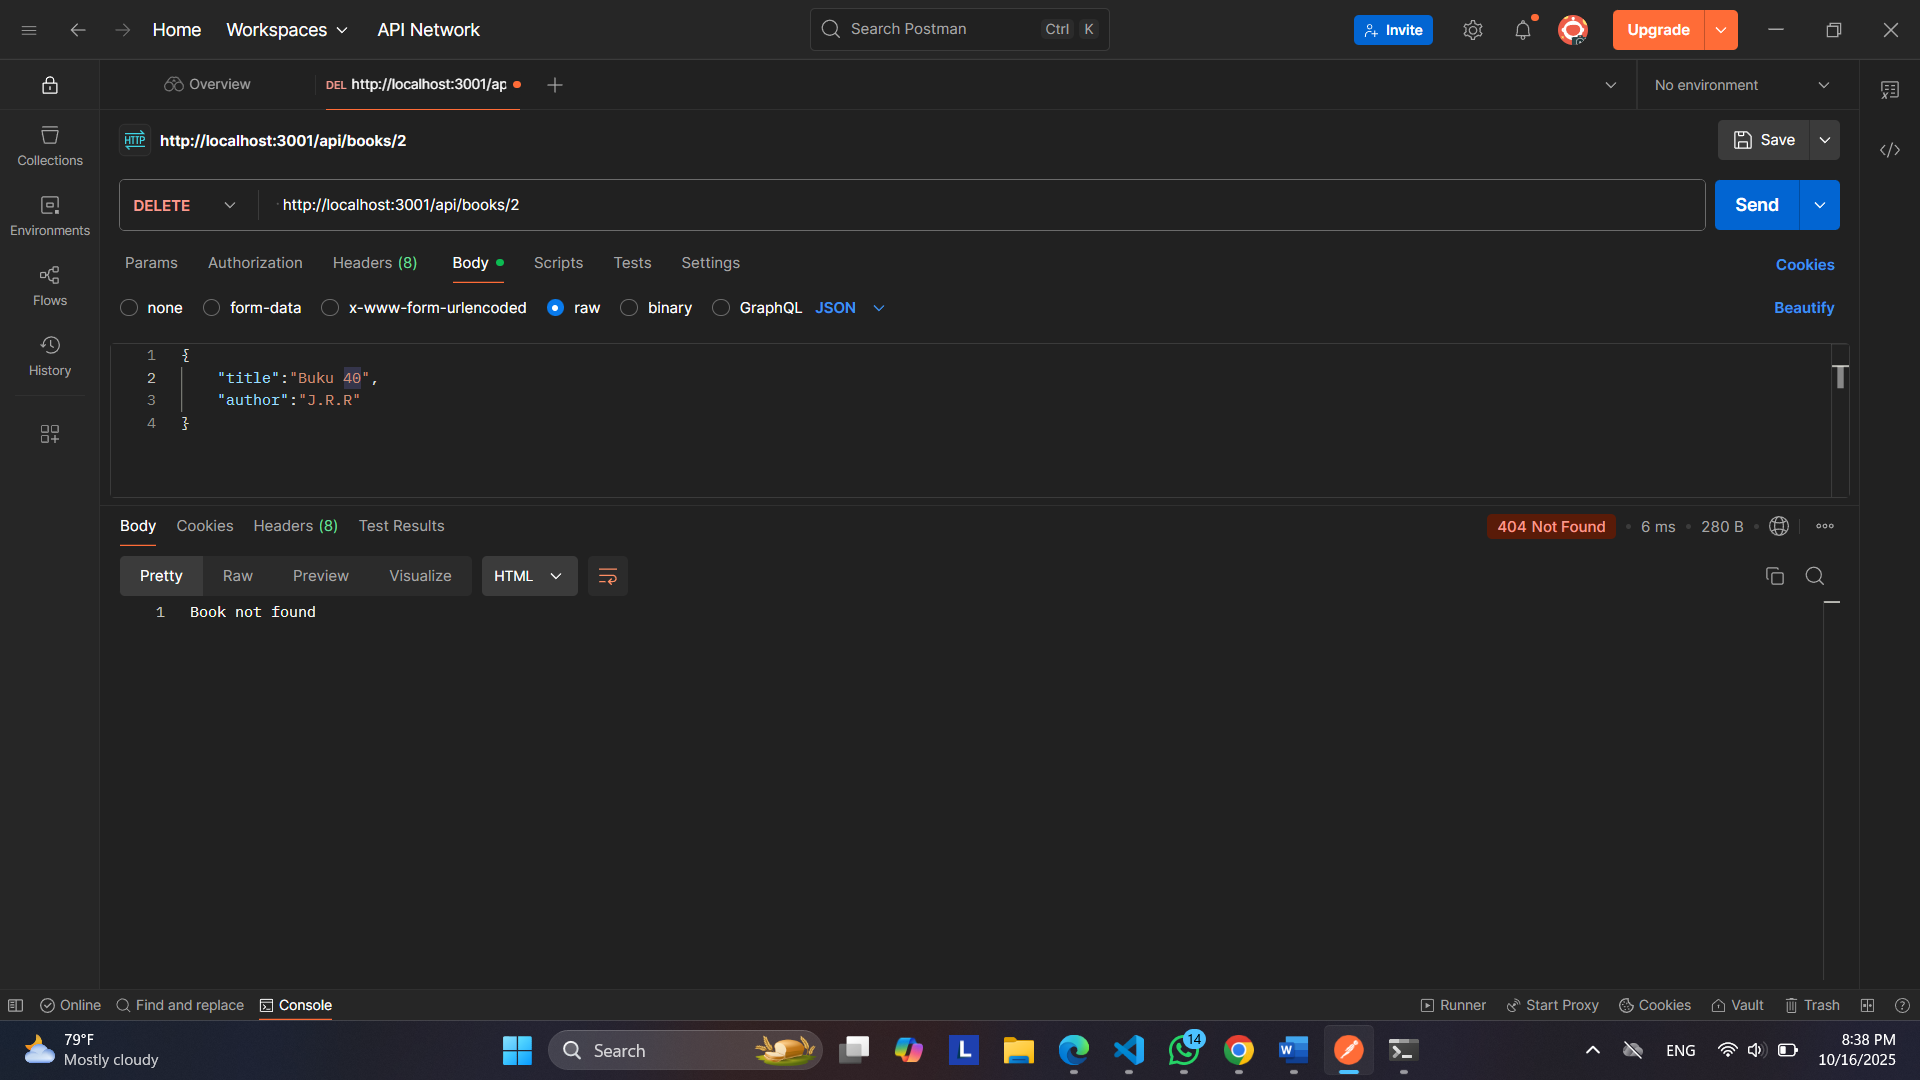 Home Workspaces API Network
Search Postman Ctrl K
Invite
Upgrade
Overview
DEL http://localhost:3001/ap
No environment
HTTP http://localhost:3001/api/books/2
Save
DELETE http://localhost:3001/api/books/2
Send
Params Authorization Headers (8) Body Scripts Tests Settings
Cookies
none form-data x-www-form-urlencoded raw binary GraphQL JSON
Beautify
Collections
Environments
Flows
History
1 {
2 "title":"Buku 40",
3 "author":"J.R.R"
4 }
Body Cookies Headers (8) Test Results
404 Not Found 6 ms 280 B
Pretty Raw Preview Visualize HTML
1 Book not found
Online Find and replace Console
Runner Start Proxy Cookies Vault Trash
79°F
Mostly cloudy
Search
L
14
W
ENG
8:38 PM
10/16/2025